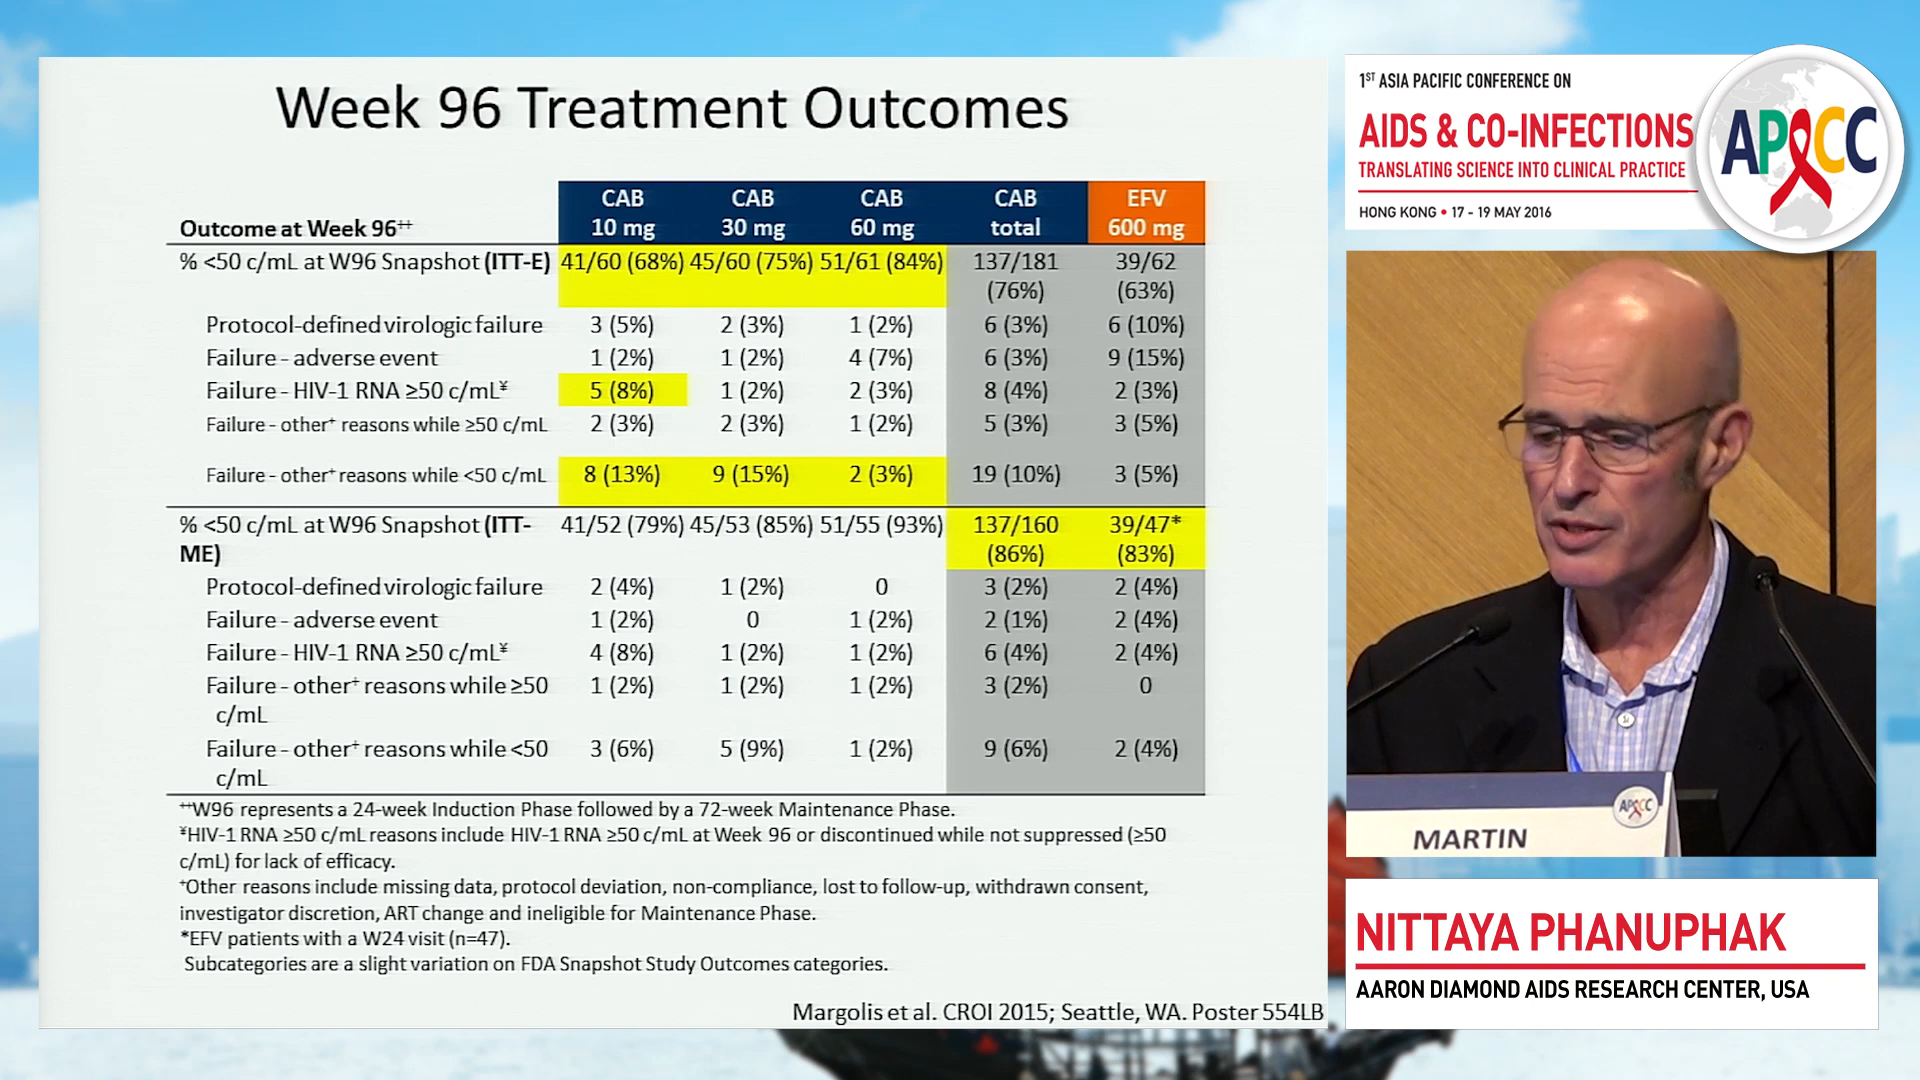 Week 96 Treatment Outcomes
Outcome at Week 96⁺⁺ CAB 10 mg CAB 30 mg CAB 60 mg CAB total EFV 600 mg
% <50 c/mL at W96 Snapshot (ITT-E) 41/60 (68%) 45/60 (75%) 51/61 (84%) 137/181 (76%) 39/62 (63%)
Protocol-defined virologic failure 3 (5%) 2 (3%) 1 (2%) 6 (3%) 6 (10%)
Failure - adverse event 1 (2%) 1 (2%) 4 (7%) 6 (3%) 9 (15%)
Failure - HIV-1 RNA ≥50 c/mL¥ 5 (8%) 1 (2%) 2 (3%) 8 (4%) 2 (3%)
Failure - other⁺ reasons while ≥50 c/mL 2 (3%) 2 (3%) 1 (2%) 5 (3%) 3 (5%)
Failure - other⁺ reasons while <50 c/mL 8 (13%) 9 (15%) 2 (3%) 19 (10%) 3 (5%)
% <50 c/mL at W96 Snapshot (ITT-ME) 41/52 (79%) 45/53 (85%) 51/55 (93%) 137/160 (86%) 39/47* (83%)
Protocol-defined virologic failure 2 (4%) 1 (2%) 0 3 (2%) 2 (4%)
Failure - adverse event 1 (2%) 0 1 (2%) 2 (1%) 2 (4%)
Failure - HIV-1 RNA ≥50 c/mL¥ 4 (8%) 1 (2%) 1 (2%) 6 (4%) 2 (4%)
Failure - other⁺ reasons while ≥50 c/mL 1 (2%) 1 (2%) 1 (2%) 3 (2%) 0
Failure - other⁺ reasons while <50 c/mL 3 (6%) 5 (9%) 1 (2%) 9 (6%) 2 (4%)
⁺⁺W96 represents a 24-week Induction Phase followed by a 72-week Maintenance Phase.
¥HIV-1 RNA ≥50 c/mL reasons include HIV-1 RNA ≥50 c/mL at Week 96 or discontinued while not suppressed (≥50
c/mL) for lack of efficacy.
⁺Other reasons include missing data, protocol deviation, non-compliance, lost to follow-up, withdrawn consent,
investigator discretion, ART change and ineligible for Maintenance Phase.
*EFV patients with a W24 visit (n=47).
Subcategories are a slight variation on FDA Snapshot Study Outcomes categories.
Margolis et al. CROI 2015; Seattle, WA. Poster 554LB
1ST ASIA PACIFIC CONFERENCE ON
AIDS & CO-INFECTIONS
TRANSLATING SCIENCE INTO CLINICAL PRACTICE
HONG KONG • 17 - 19 MAY 2016
APACC
APACC
MARTIN
NITTAYA PHANUPHAK
AARON DIAMOND AIDS RESEARCH CENTER, USA